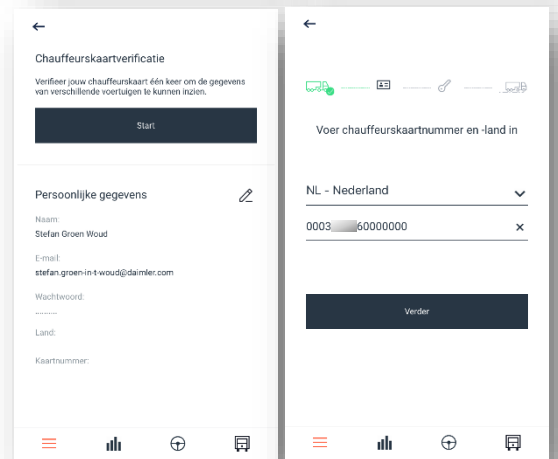 Chauffeurskaartverificatie
Verifieer jouw chauffeurskaart één keer om de gegevens
van verschillende voertuigen te kunnen inzien.
Start
Persoonlijke gegevens
Naam:
Stefan Groen Woud
E-mail:
stefan.groen-in-t-woud@daimler.com
Wachtwoord:
..........
Land:
Kaartnummer:
Voer chauffeurskaartnummer en -land in
NL - Nederland
0003 60000000
Verder